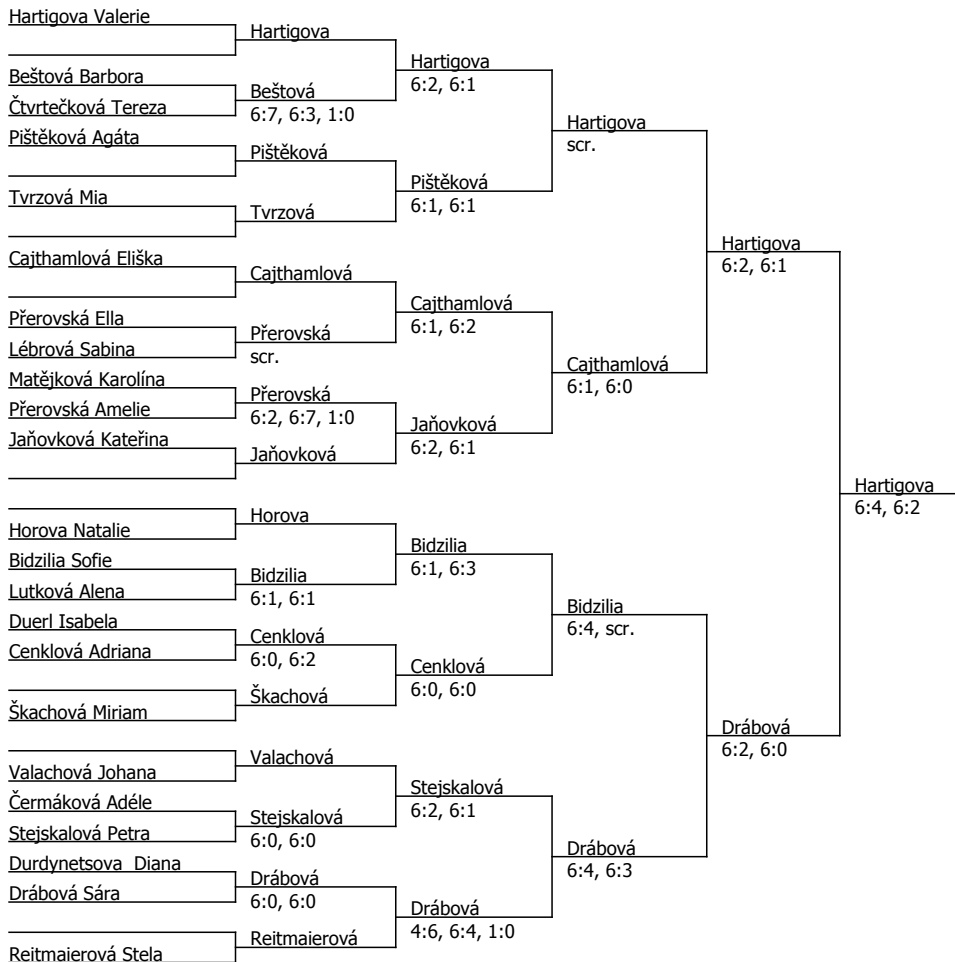 Hartigova Valerie
Hartigova
Hartigova
6:2, 6:1
Beštová Barbora
Beštová
6:7, 6:3, 1:0
Čtvrtečková Tereza
Hartigova
scr.
Pištěková Agáta
Pištěková
Pištěková
6:1, 6:1
Tvrzová Mia
Tvrzová
Hartigova
6:2, 6:1
Cajthamlová Eliška
Cajthamlová
Cajthamlová
6:1, 6:2
Přerovská Ella
Přerovská
scr.
Lébrová Sabina
Cajthamlová
6:1, 6:0
Matějková Karolína
Přerovská
6:2, 6:7, 1:0
Přerovská Amelie
Jaňovková
6:2, 6:1
Jaňovková Kateřina
Jaňovková
Hartigova
6:4, 6:2
Horova
Horova Natalie
Bidzilia
6:1, 6:3
Bidzilia Sofie
Bidzilia
6:1, 6:1
Lutková Alena
Bidzilia
6:4, scr.
Duerl Isabela
Cenklová
6:0, 6:2
Cenklová Adriana
Cenklová
6:0, 6:0
Škachová
Škachová Miriam
Drábová
6:2, 6:0
Valachová
Valachová Johana
Stejskalová
6:2, 6:1
Čermáková Adéle
Stejskalová
6:0, 6:0
Stejskalová Petra
Drábová
6:4, 6:3
Durdynetsova  Diana
Drábová
6:0, 6:0
Drábová Sára
Drábová
4:6, 6:4, 1:0
Reitmaierová
Reitmaierová Stela